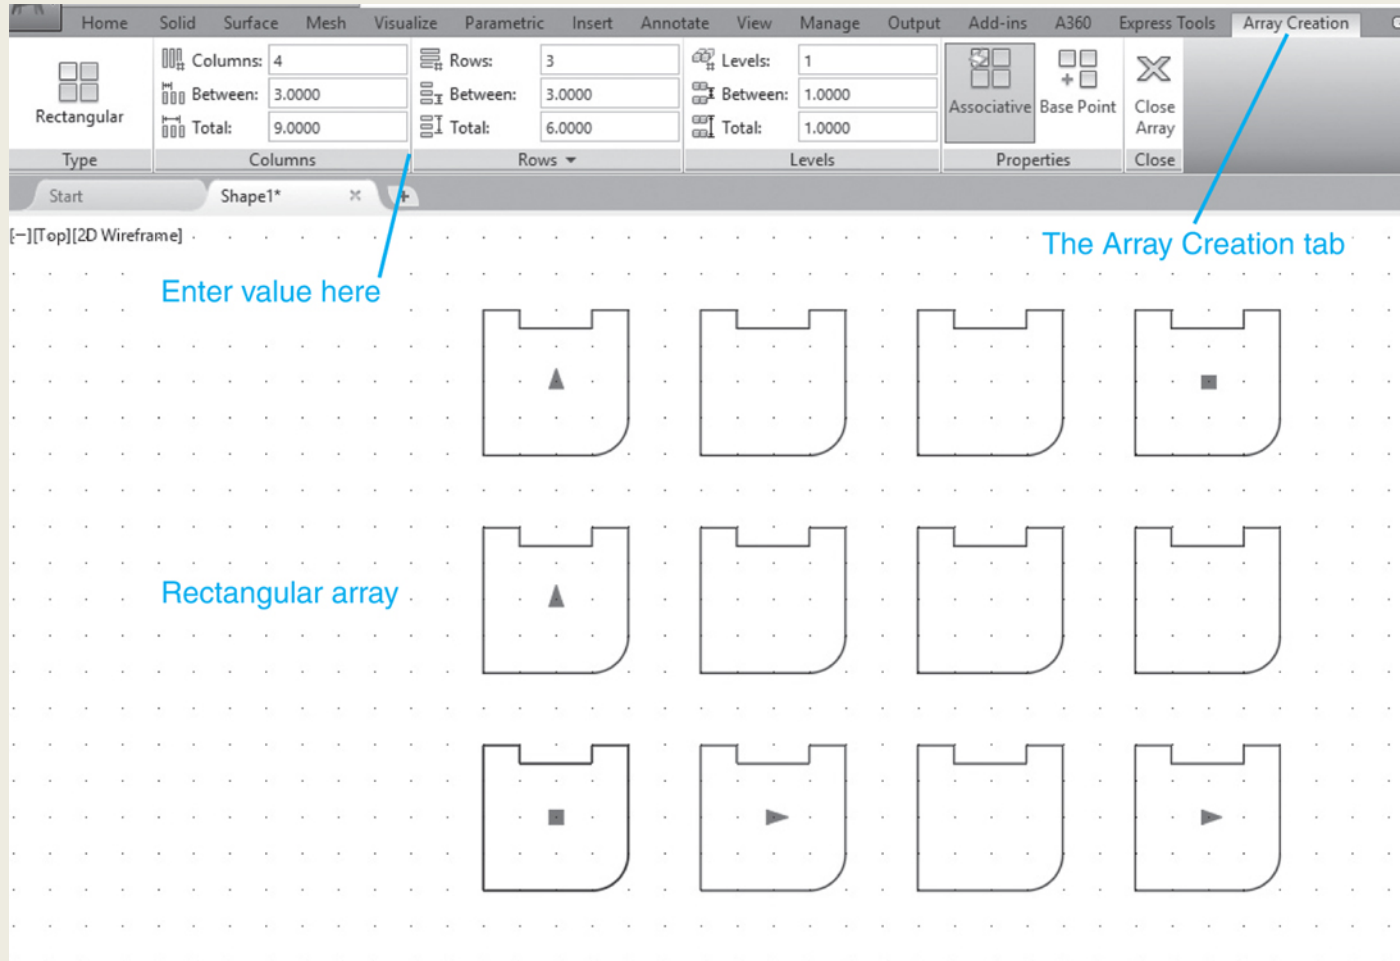 Home Solid Surface Mesh Visualize Parametric Insert Annotate View Manage Output Add-ins A360 Express Tools Array Creation
Columns: 4 Rows: 3 Levels: 1
Between: 3.0000 Between: 3.0000 Between: 1.0000
Rectangular Total: 9.0000 Total: 6.0000 Total: 1.0000 Associative Base Point Close Array
Type Columns Rows Levels Properties Close
Start Shape1*
[−][Top][2D Wireframe]
The Array Creation tab
Enter value here
Rectangular array